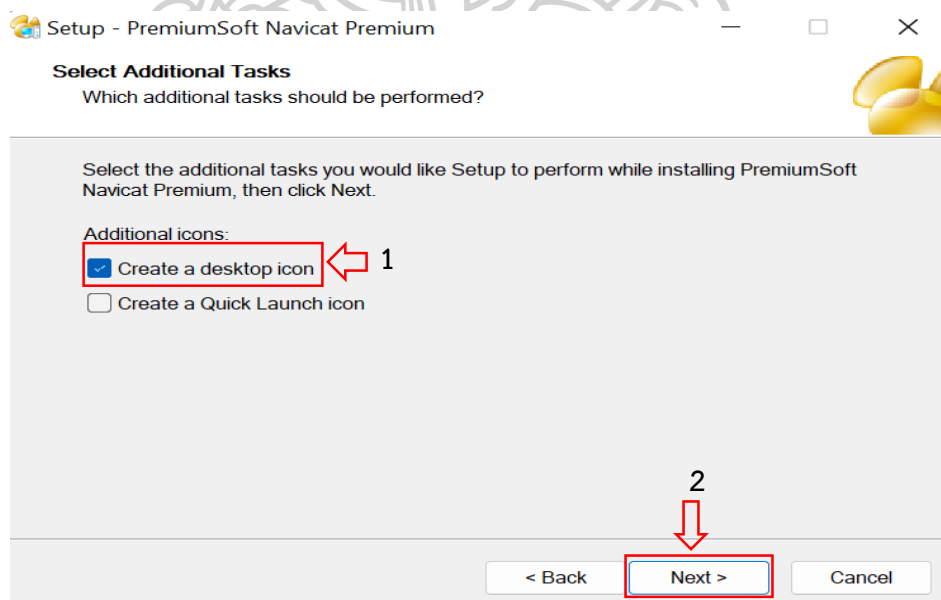 Setup - PremiumSoft Navicat Premium
Select Additional Tasks
Which additional tasks should be performed?
Select the additional tasks you would like Setup to perform while installing PremiumSoft
Navicat Premium, then click Next.
Additional icons:
Create a desktop icon 1
Create a Quick Launch icon
2
< Back Next > Cancel